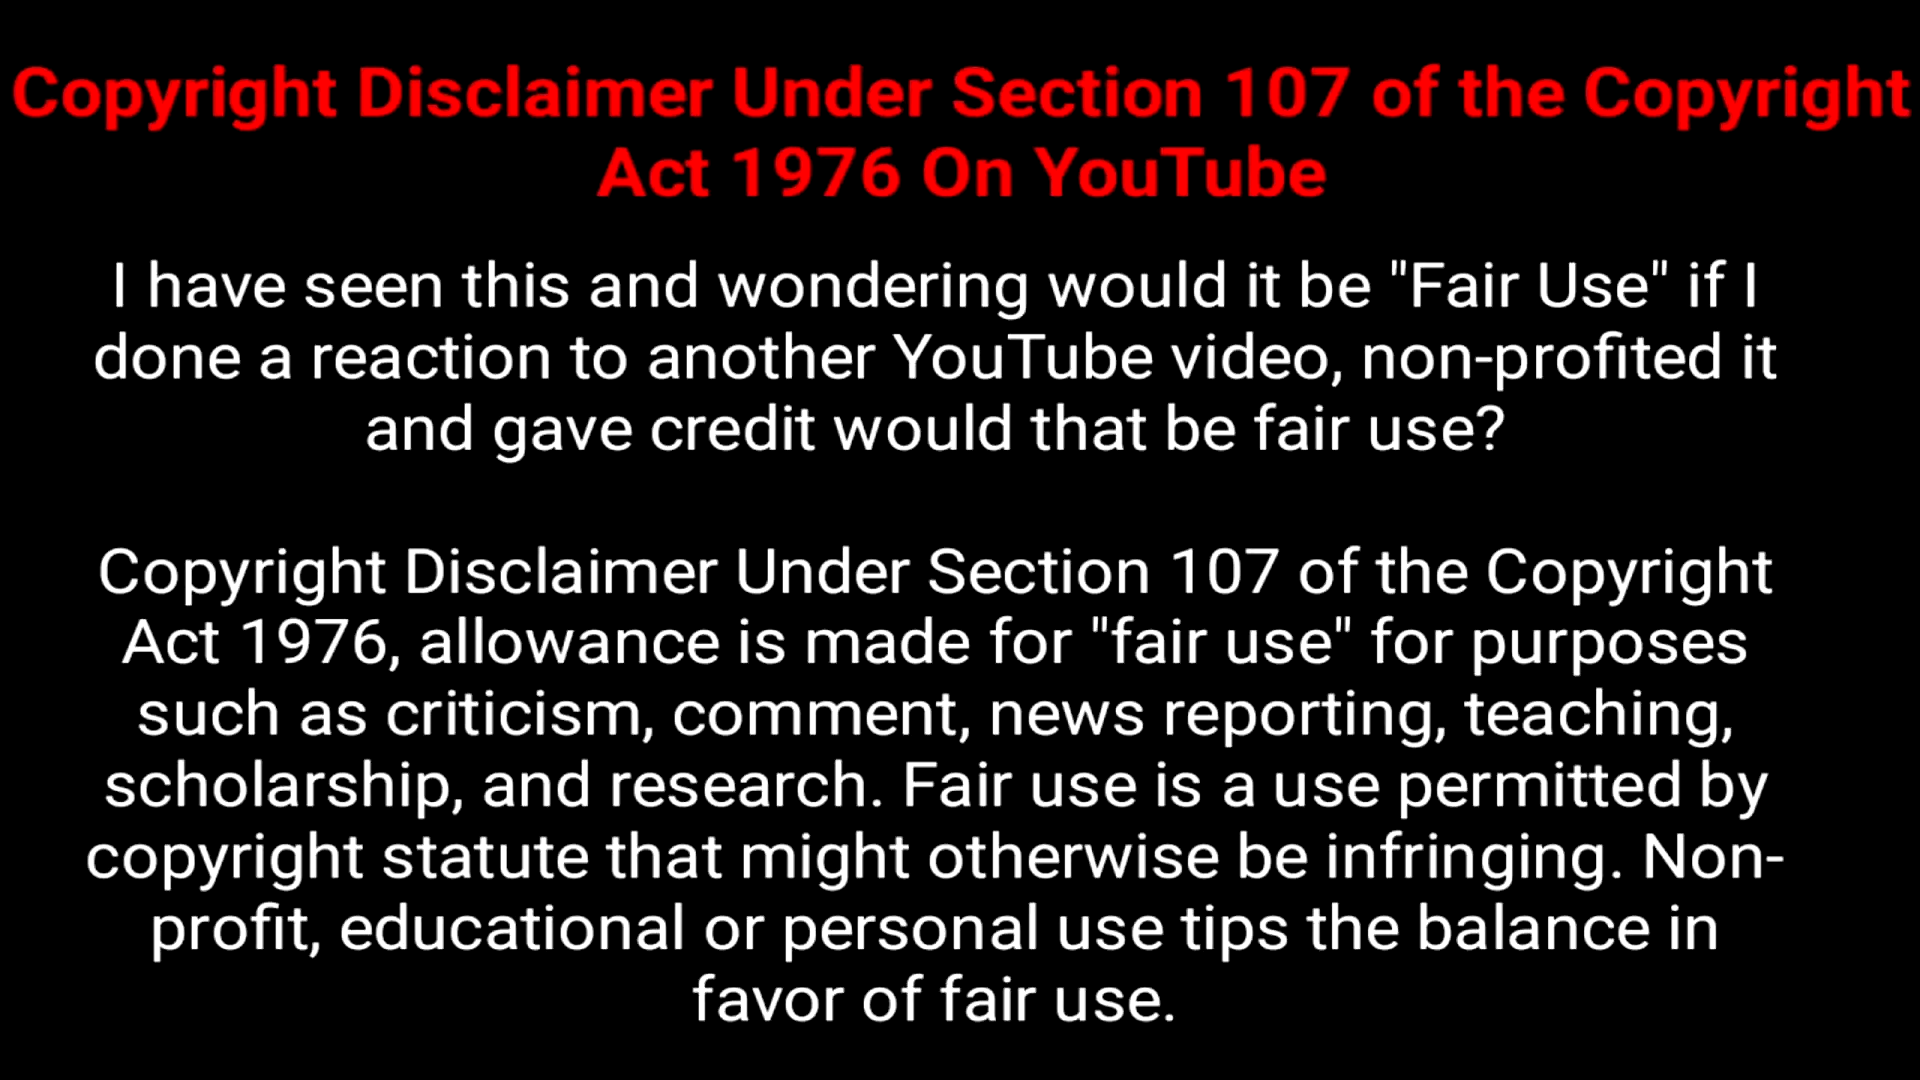 Copyright Disclaimer Under Section 107 of the Copyright
Act 1976 On YouTube
I have seen this and wondering would it be "Fair Use" if I
done a reaction to another YouTube video, non-profited it
and gave credit would that be fair use?
Copyright Disclaimer Under Section 107 of the Copyright
Act 1976, allowance is made for "fair use" for purposes
such as criticism, comment, news reporting, teaching,
scholarship, and research. Fair use is a use permitted by
copyright statute that might otherwise be infringing. Non-
profit, educational or personal use tips the balance in
favor of fair use.